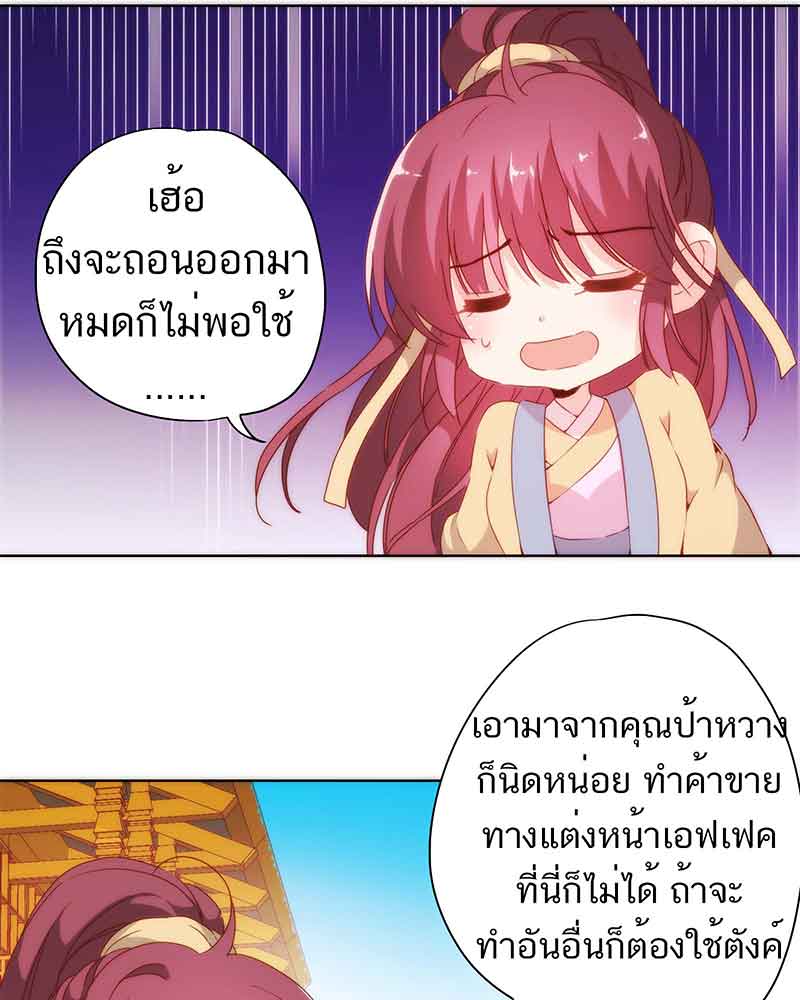 เฮ้อ
ถึงจะถอนออกมา
หมดก็ไม่พอใช้
......
เอามาจากคุณป้าหวาง
ก็นิดหน่อย ทำค้าขาย
ทางแต่งหน้าเอฟเฟค
ที่นี่ก็ไม่ได้ ถ้าจะ
ทำอันอื่นก็ต้องใช้ตังค์